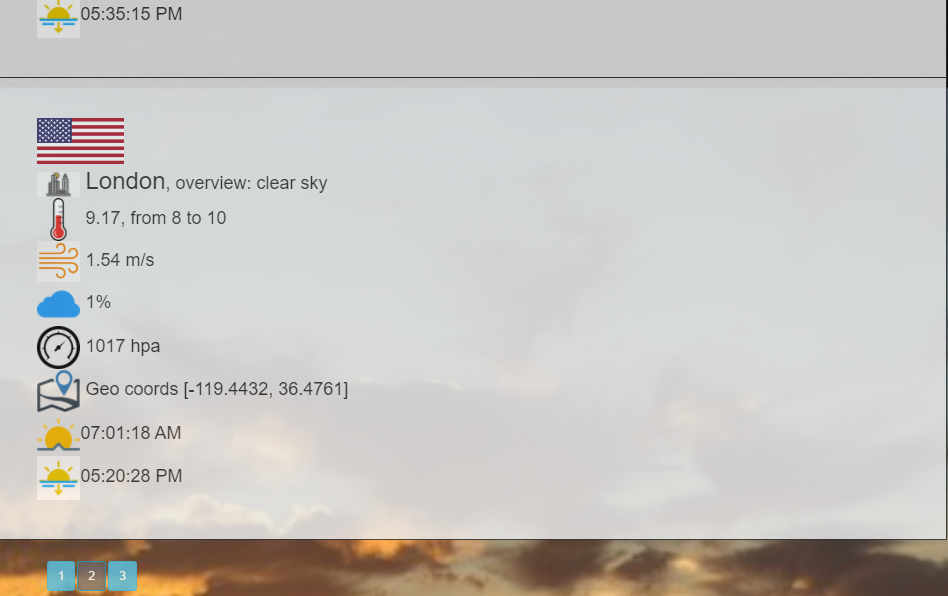 05:35:15 PM
London, overview: clear sky
9.17, from 8 to 10
1.54 m/s
1%
1017 hpa
Geo coords [-119.4432, 36.4761]
07:01:18 AM
05:20:28 PM
1 2 3